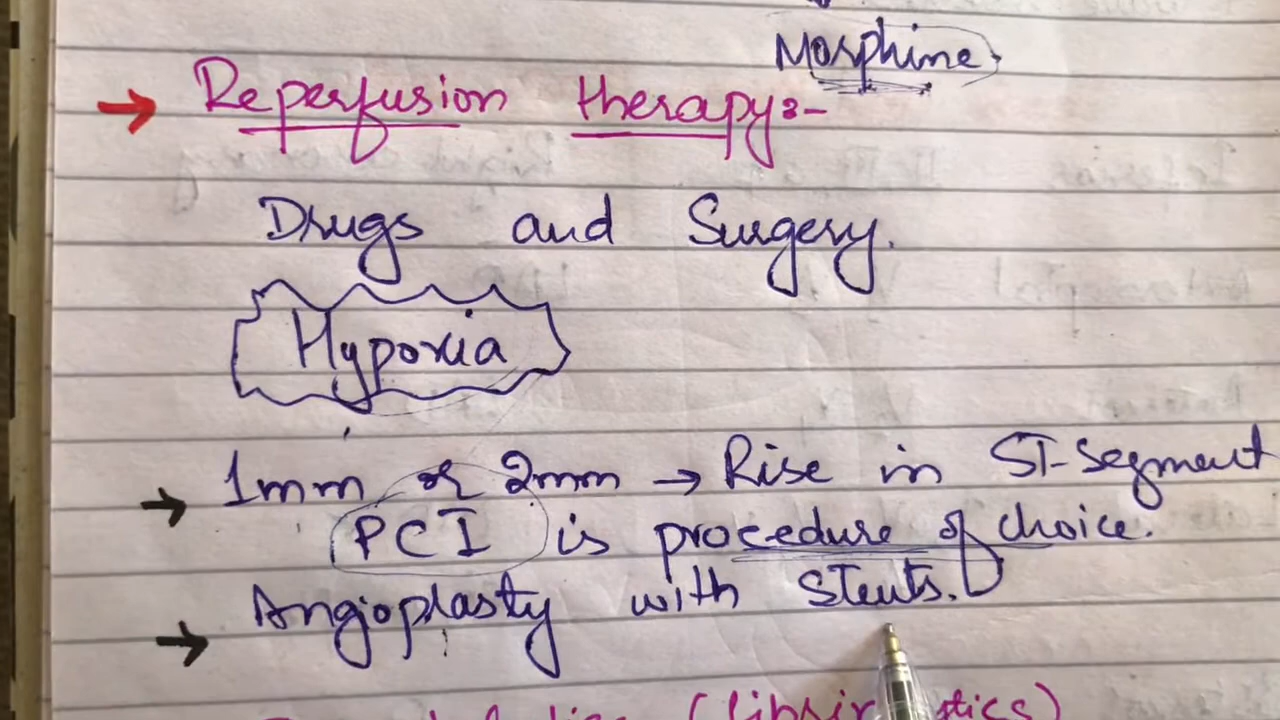 Morphine
Reperfusion therapy:-
Drugs and Surgery.
Hypoxia
→ 1mm or 2mm → Rise in ST-Segment
PCI is procedure of choice.
→ Angioplasty with Stents.